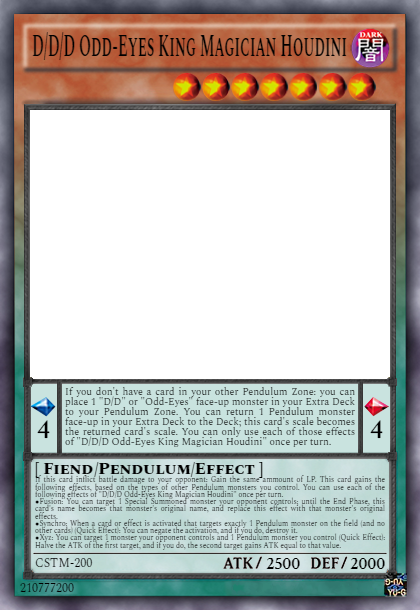 D/D/D Odd-Eyes King Magician Houdini
DARK
闇
If you don't have a card in your other Pendulum Zone: you can
place 1 "D/D" or "Odd-Eyes" face-up monster in your Extra Deck
to your Pendulum Zone. You can return 1 Pendulum monster
face-up in your Extra Deck to the Deck; this card's scale becomes
the returned card's scale. You can only use each of those effects
of "D/D/D Odd-Eyes King Magician Houdini" once per turn.
4
4
[ Fiend/Pendulum/Effect ]
If this card inflict battle damage to your opponent: Gain the same ammount of LP. This card gains the
following effects, based on the types of other Pendulum monsters you control. You can use each of the
following effects of "D/D/D Odd-Eyes King Magician Houdini" once per turn.
●Fusion: You can target 1 Special Summoned monster your opponent controls; until the End Phase, this
card's name becomes that monster's original name, and replace this effect with that monster's original
effects.
●Synchro: When a card or effect is activated that targets exactly 1 Pendulum monster on the field (and no
other cards) (Quick Effect): You can negate the activation, and if you do, destroy it.
●Xyz: You can target 1 monster your opponent controls and 1 Pendulum monster you control (Quick Effect):
Halve the ATK of the first target, and if you do, the second target gains ATK equal to that value.
CSTM-200
ATK / 2500 DEF / 2000
210777200